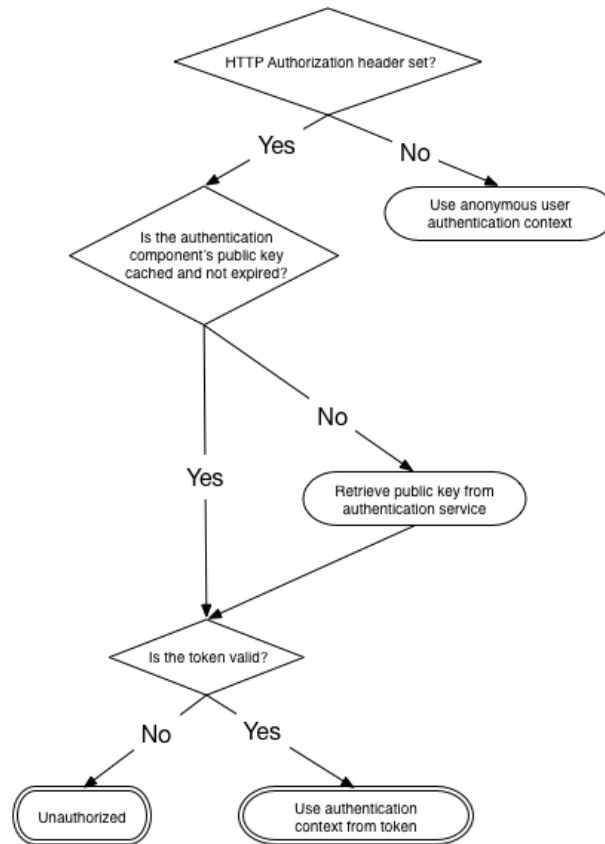 HTTP Authorization header set?
Yes
No
Use anonymous user
authentication context
Is the authentication
component's public key
cached and not expired?
No
Yes
Retrieve public key from
authentication service
Is the token valid?
No
Yes
Unauthorized
Use authentication
context from token